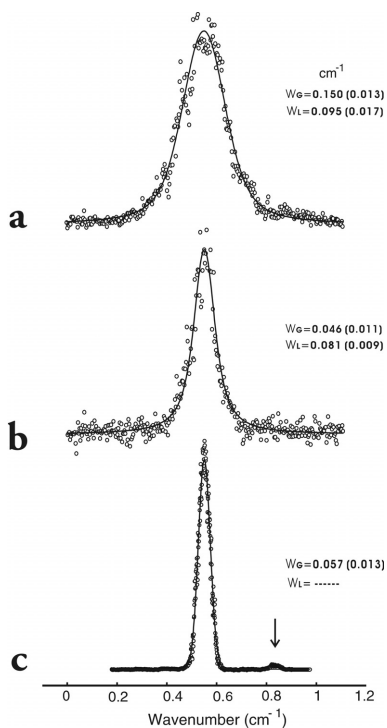 cm-1
WG=0.150 (0.013)
WL=0.095 (0.017)
a
WG=0.046 (0.011)
WL=0.081 (0.009)
b
WG=0.057 (0.013)
WL= ------
c
0 0.2 0.4 0.6 0.8 1 1.2
Wavenumber (cm-1)